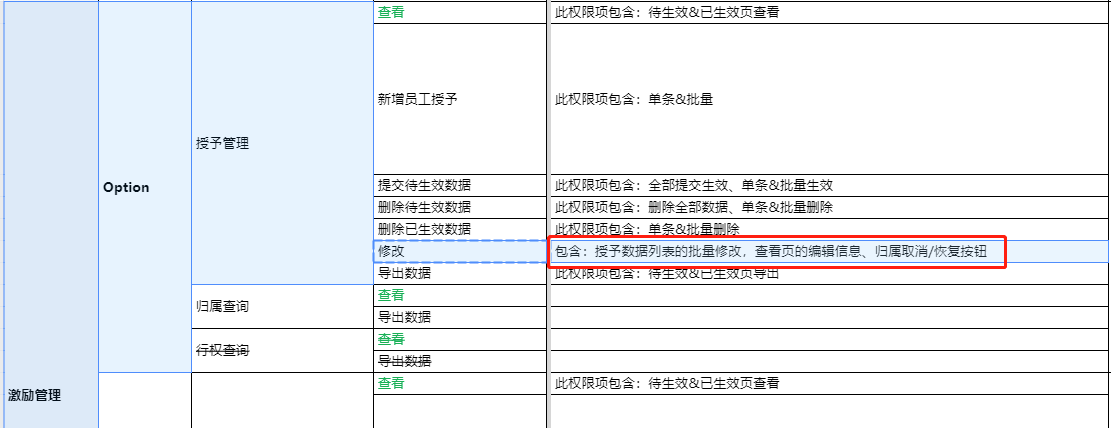 查看 此权限项包含：待生效&已生效页查看
新增员工授予 此权限项包含：单条&批量
授予管理
Option
提交待生效数据 此权限项包含：全部提交生效、单条&批量生效
删除待生效数据 此权限项包含：删除全部数据、单条&批量删除
删除已生效数据 此权限项包含：单条&批量删除
修改 包含：授予数据列表的批量修改，查看页的编辑信息、归属取消/恢复按钮
导出数据 此权限项包含：待生效&已生效页导出
归属查询 查看
导出数据
行权查询 查看
导出数据
查看 此权限项包含：待生效&已生效页查看
激励管理